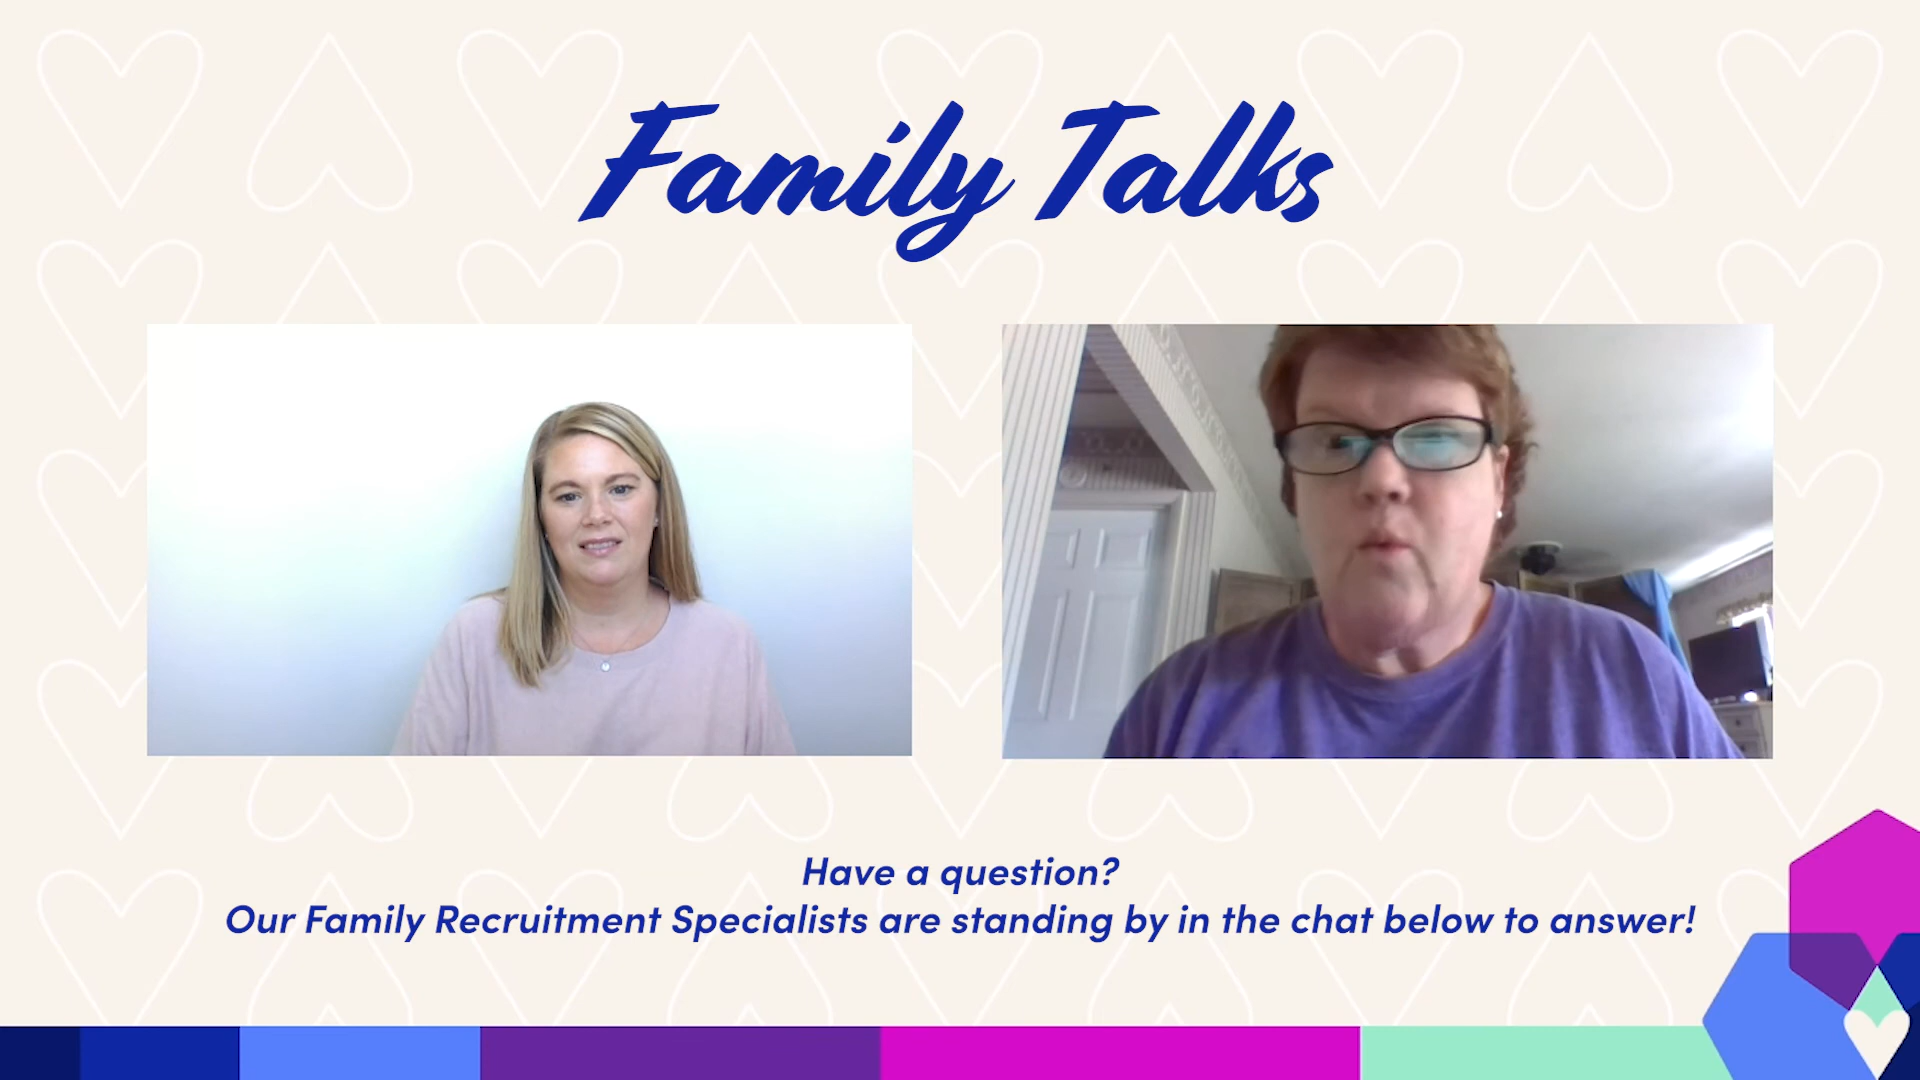 Family Talks
Have a question?
Our Family Recruitment Specialists are standing by in the chat below to answer!